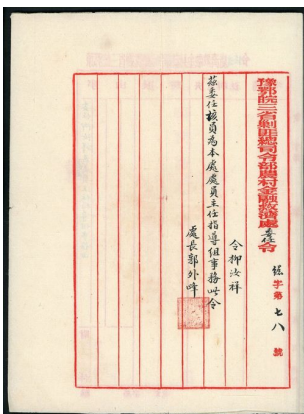 豫鄂皖三省剿匪總司令部農村金融救濟處委任令
字第七八號
令柳汝祥
茲委任該員為本處處員主任指導組事務此令
處長郭外峰